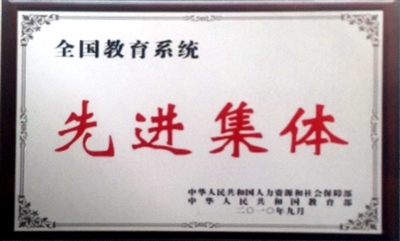 全国教育系统
先进集体
中华人民共和国人力资源和社会保障部
中华人民共和国教育部
二〇一〇年九月